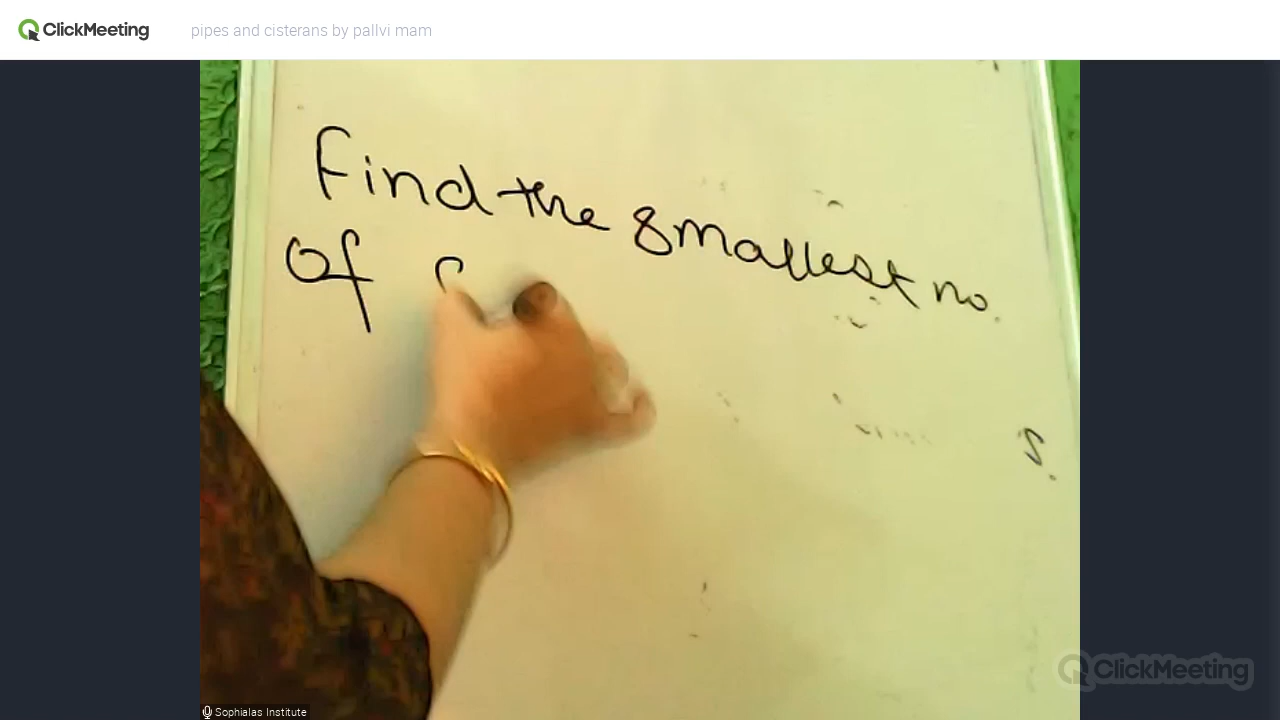 ClickMeeting
pipes and cisterans by pallvi mam
Find the smallest no.
of
ClickMeeting
Sophialas Institute